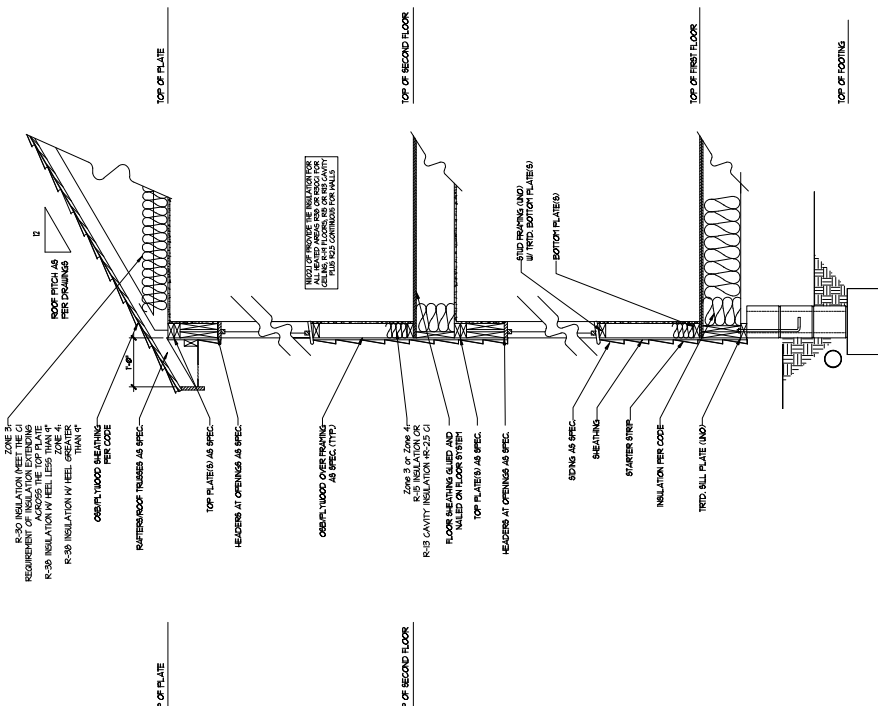 ZONE 3:
R-30 INSULATION (MEET THE CI
REQUIREMENT OF INSULATION EXTENDING
ACROSS THE TOP PLATE
R-38 INSULATION W/ HEEL LESS THAN 9"
ZONE 4:
R-38 INSULATION W/ HEEL GREATER
THAN 9"
OSB/PLYWOOD SHEATHING
PER CODE
RAFTERS/ROOF TRUSSES AS SPEC.
TOP PLATE(S) AS SPEC.
HEADERS AT OPENINGS AS SPEC.
OSB/PLYWOOD OVER FRAMING
AS SPEC. (TYP.)
Zone 3 or Zone 4:
R-15 INSULATION OR
R-13 CAVITY INSULATION +R-2.5 CI
FLOOR SHEATHING GLUED AND
NAILED ON FLOOR SYSTEM
TOP PLATE(S) AS SPEC.
HEADERS AT OPENINGS AS SPEC.
SIDING AS SPEC.
SHEATHING
STARTER STRIP
INSULATION PER CODE
TRTD. SILL PLATE (UNO)
12
ROOF PITCH AS
PER DRAWINGS
1'-0"
N1102.1 OF PROVIDE THE INSULATION FOR
ALL HEATED AREAS R38 OR R30CI FOR
CEILING, R-19 FLOORS, R15 OR R13 CAVITY
PLUS R2.5 CONTINUOUS FOR WALLS
STUD FRAMING (UNO)
W/ TRTD. BOTTOM PLATE(S)
BOTTOM PLATE(S)
TOP OF PLATE
TOP OF SECOND FLOOR
TOP OF FIRST FLOOR
TOP OF FOOTING
OF PLATE
OF SECOND FLOOR